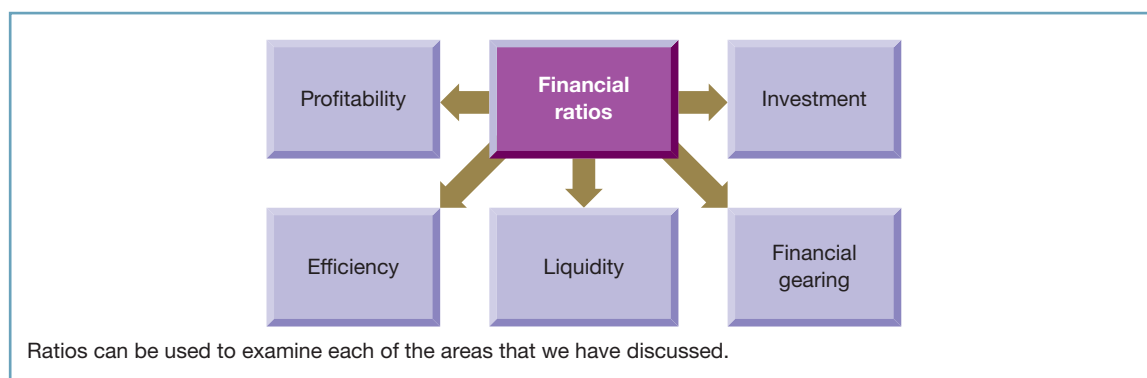 Profitability
Financial
ratios
Investment
Efficiency
Liquidity
Financial
gearing
Ratios can be used to examine each of the areas that we have discussed.